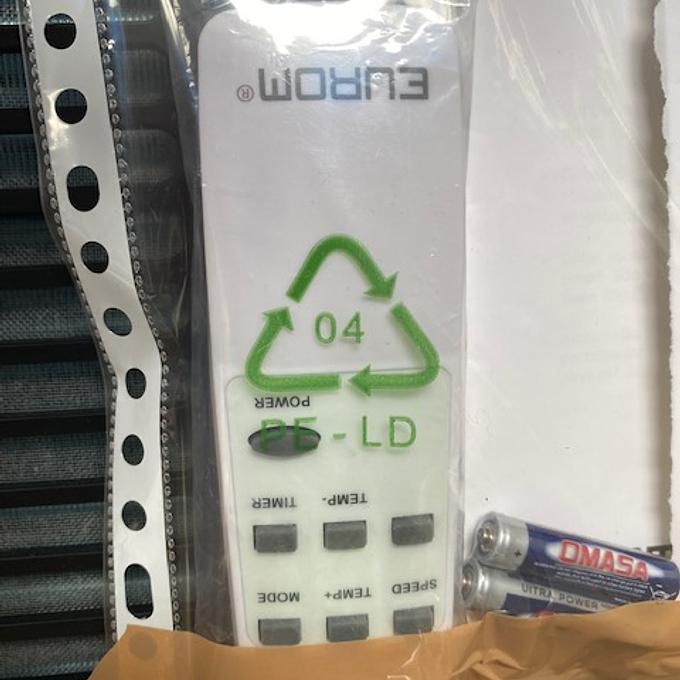 EUROM®
04
POWER
PE-LD
TIMER TEMP-
MODE TEMP+ SPEED
OMASA
ULTRA POWER